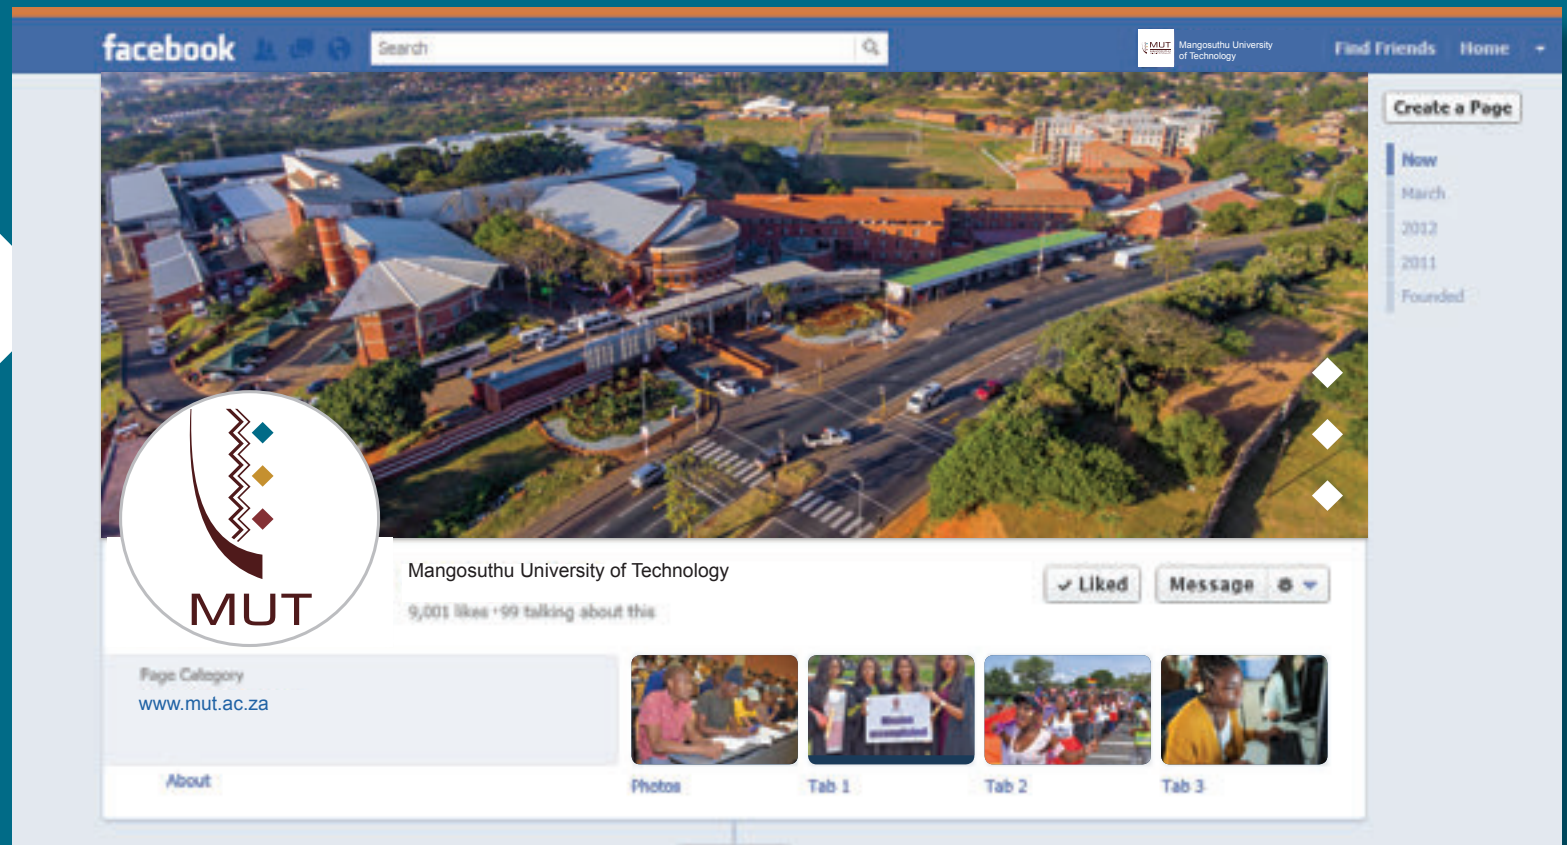 facebook
Search
MUT
Mangosuthu University
of Technology
Find Friends
Home
Create a Page
Now
March
2012
2011
Founded
MUT
Mangosuthu University of Technology
9,001 likes · 99 talking about this
Liked
Message
Page Category
www.mut.ac.za
About
Mission
accomplished
Photos
Tab 1
Tab 2
Tab 3